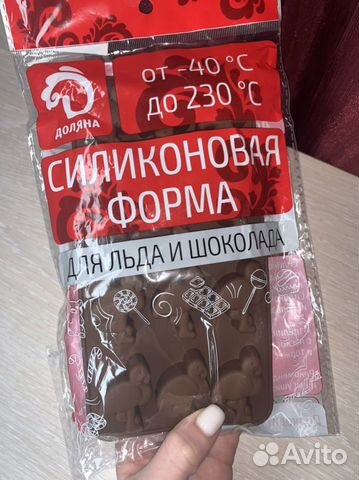 от -40 °C
до 230 °C
ДОЛЯНА
СИЛИКОНОВАЯ
ФОРМА
ДЛЯ ЛЬДА И ШОКОЛАДА
Avito